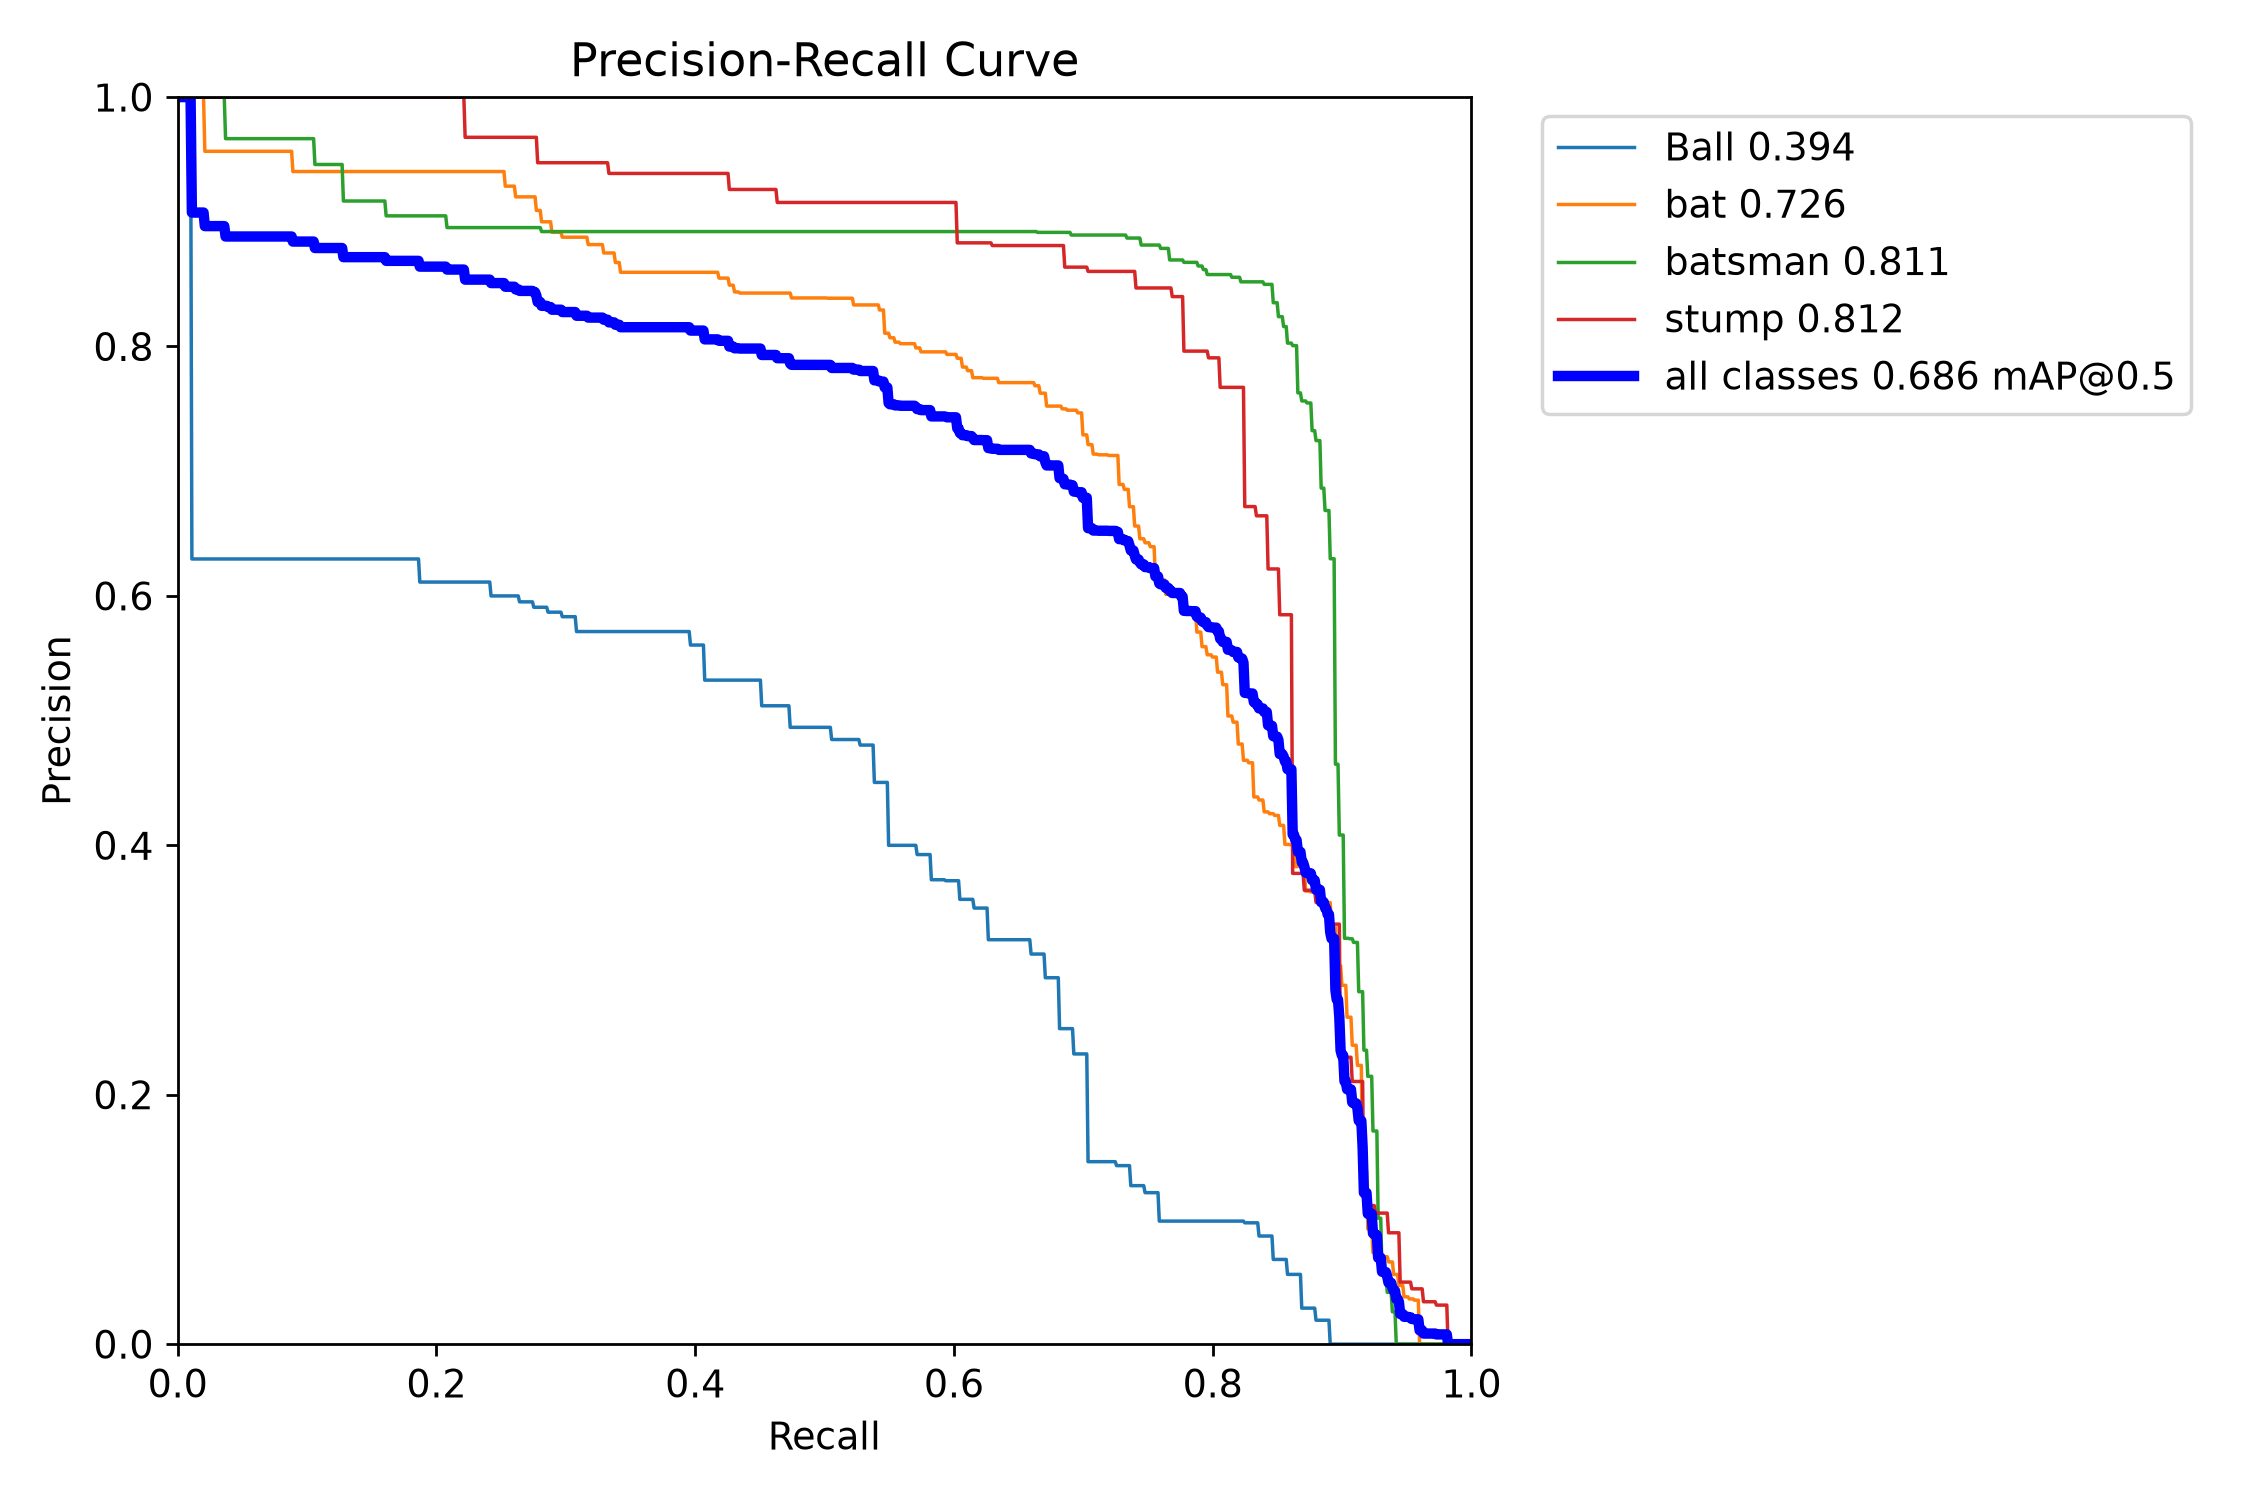 Precision-Recall Curve
1.0
0.8
0.6
0.4
0.2
0.0
Precision
0.0 0.2 0.4 0.6 0.8 1.0
Recall
Ball 0.394
bat 0.726
batsman 0.811
stump 0.812
all classes 0.686 mAP@0.5